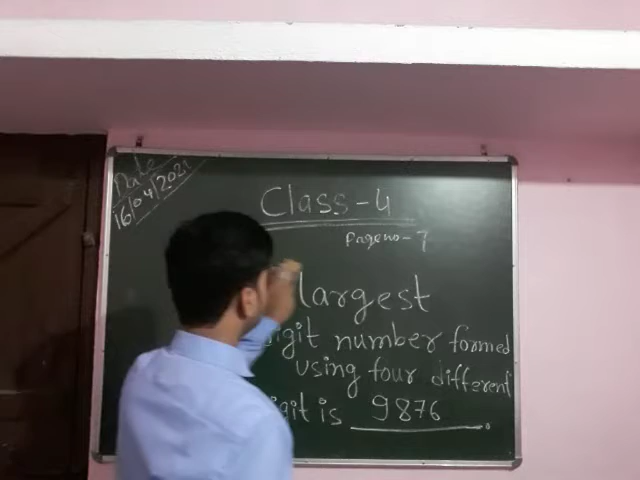 Date
16/04/2021
Class-4
Page no-7
largest
digit number formed
using four different
digit is 9876.